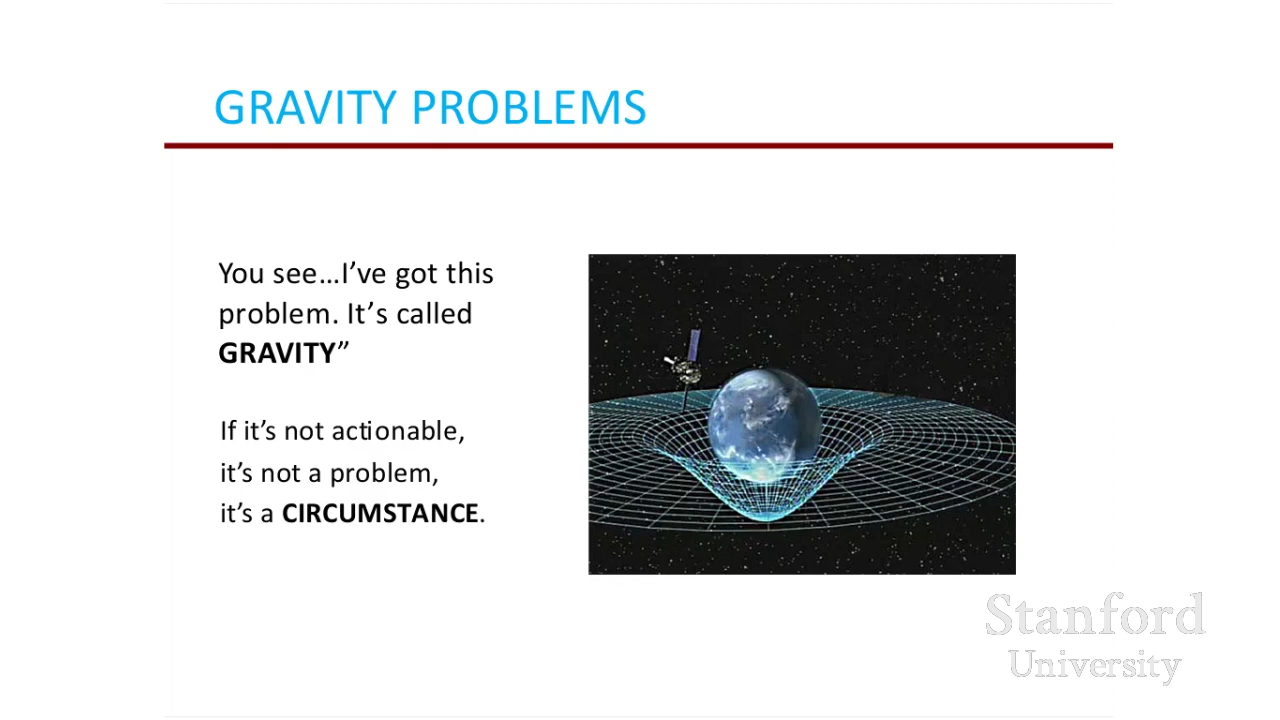 GRAVITY PROBLEMS
You see…I’ve got this
problem. It’s called
GRAVITY”
If it’s not actionable,
it’s not a problem,
it’s a CIRCUMSTANCE.
Stanford
University